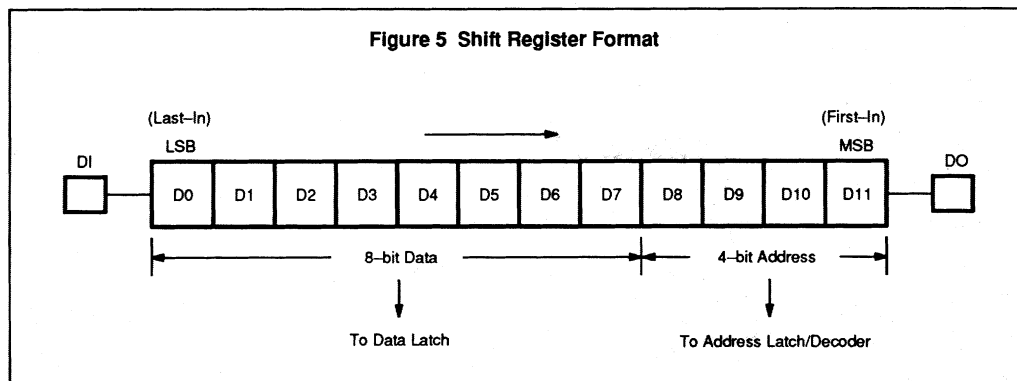 Figure 5 Shift Register Format
(Last–In)
(First–In)
LSB
MSB
DI
DO
D0 D1 D2 D3 D4 D5 D6 D7 D8 D9 D10 D11
8–bit Data
4–bit Address
To Data Latch
To Address Latch/Decoder